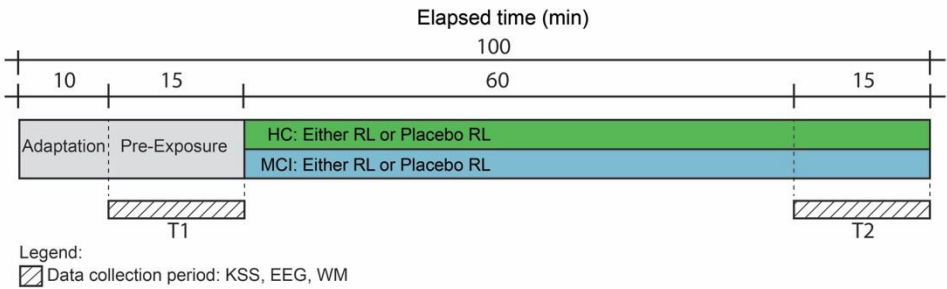 Elapsed time (min)
100
10 15 60 15
Adaptation Pre-Exposure HC: Either RL or Placebo RL
MCI: Either RL or Placebo RL
T1 T2
Legend:
Data collection period: KSS, EEG, WM